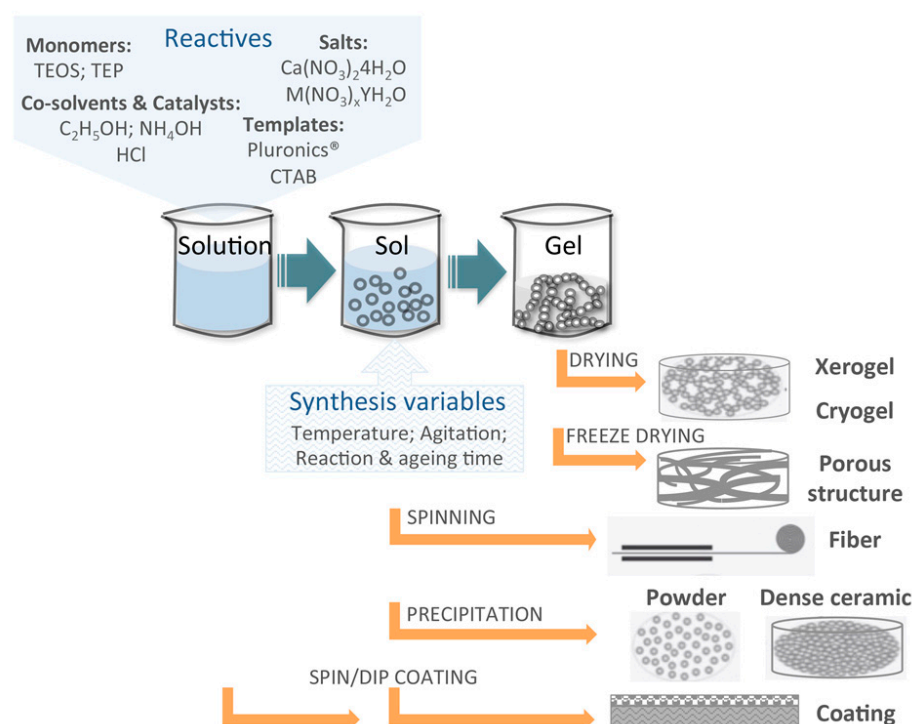 Reactives
Monomers:
TEOS; TEP
Co-solvents & Catalysts:
C₂H₅OH; NH₄OH
HCl
Salts:
Ca(NO₃)₂4H₂O
M(NO₃)ₓYH₂O
Templates:
Pluronics®
CTAB
Solution
Sol
Gel
Synthesis variables
Temperature; Agitation;
Reaction & ageing time
DRYING
Xerogel
Cryogel
FREEZE DRYING
Porous
structure
SPINNING
Fiber
PRECIPITATION
Powder
Dense ceramic
SPIN/DIP COATING
Coating